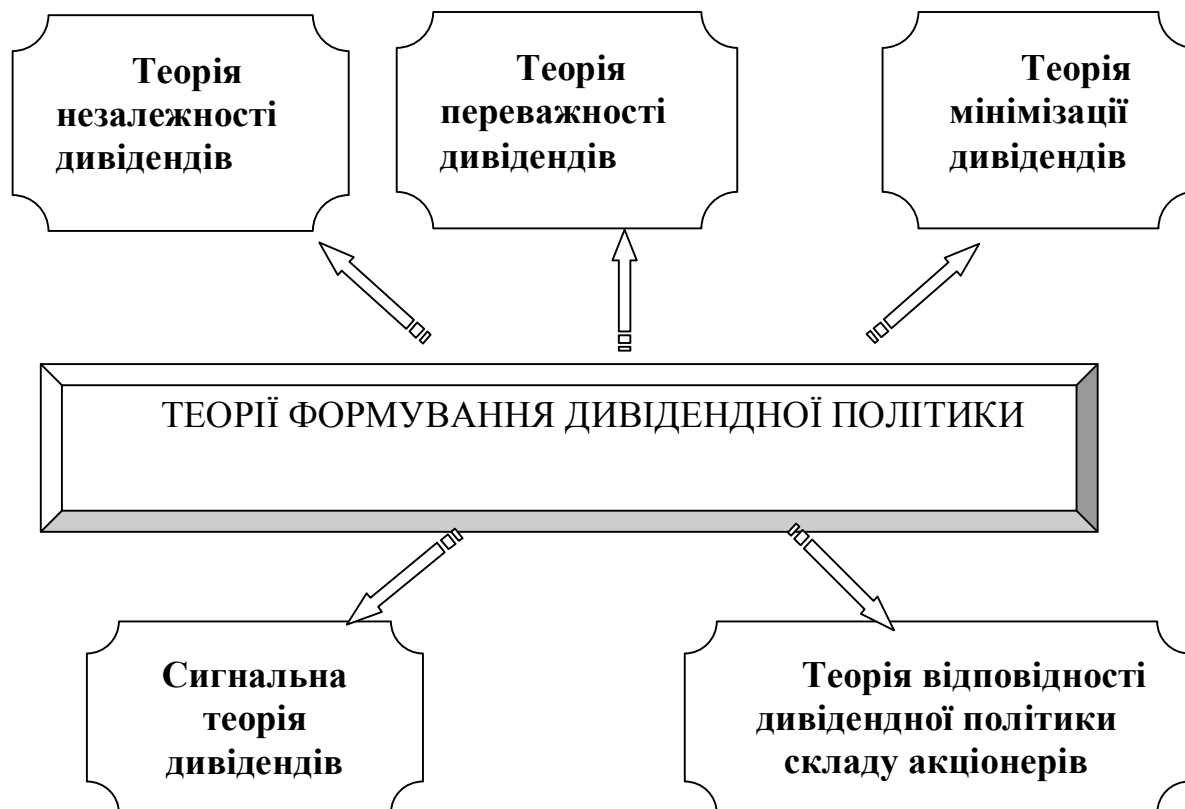 Теорія
незалежності
дивідендів
Теорія
переважності
дивідендів
Теорія
мінімізації
дивідендів
ТЕОРІЇ ФОРМУВАННЯ ДИВІДЕНДНОЇ ПОЛІТИКИ
Сигнальна
теорія
дивідендів
Теорія відповідності
дивідендної політики
складу акціонерів